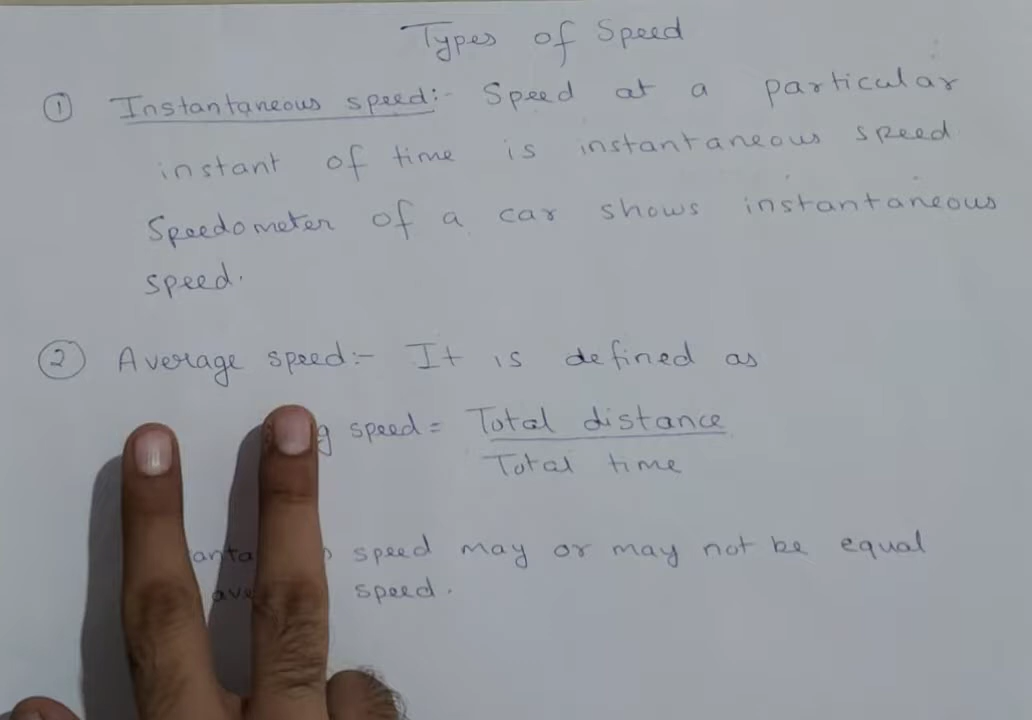 Types of Speed
① Instantaneous speed:- Speed at a particular
instant of time is instantaneous speed
Speedometer of a car shows instantaneous
speed.
② Average speed:- It is defined as
speed = Total distance
Total time
speed may or may not be equal
speed.